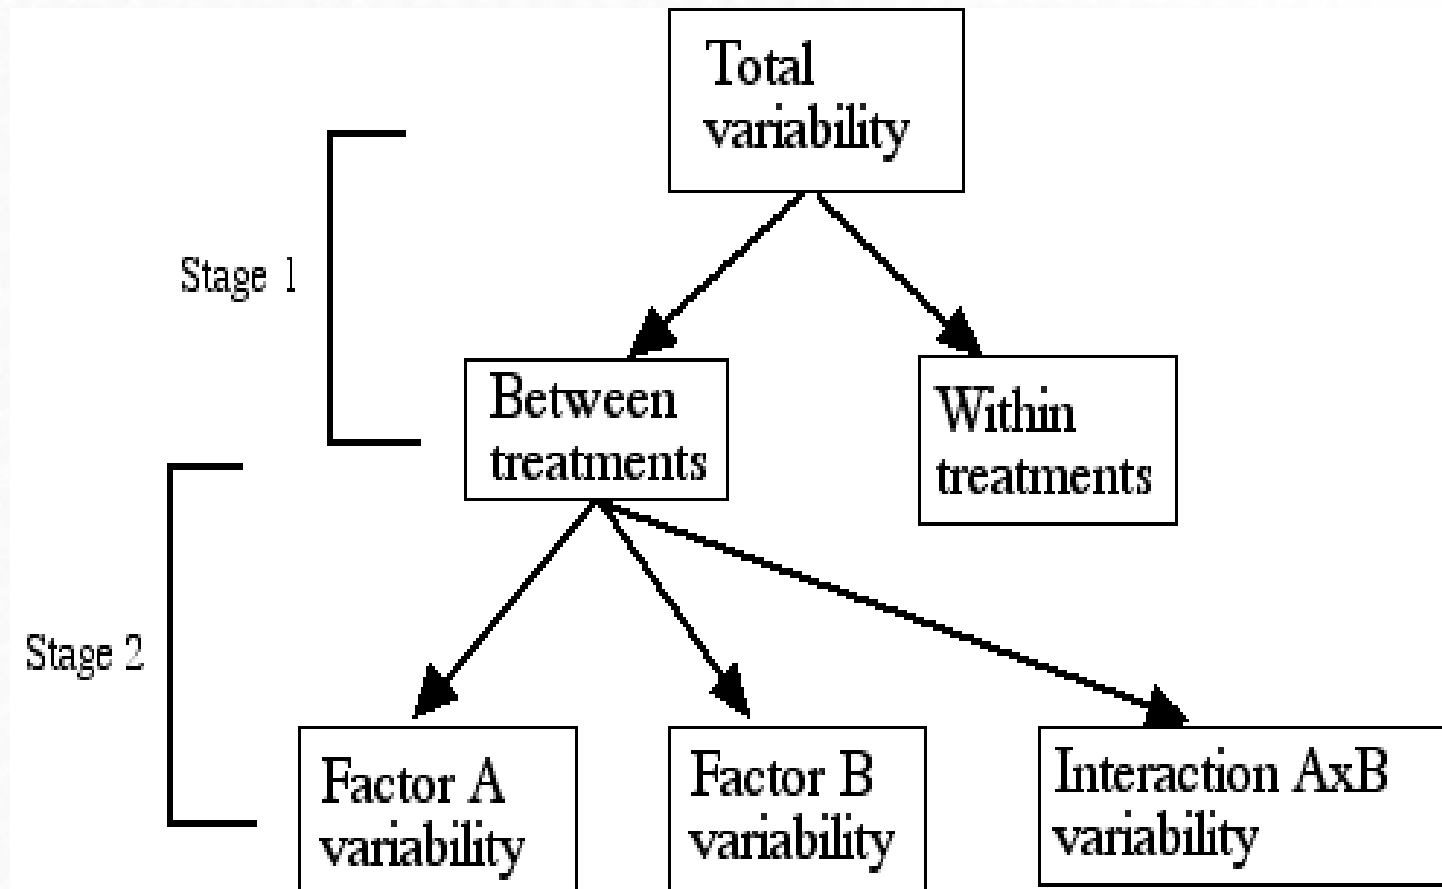 Total
variability
Stage 1
Between
treatments
Within
treatments
Stage 2
Factor A
variability
Factor B
variability
Interaction AxB
variability